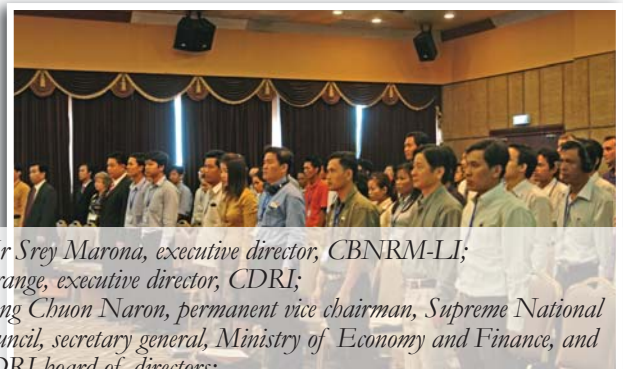 r Srey Marona, executive director, CBNRM-LI;
range, executive director, CDRI;
ng Chuon Naron, permanent vice chairman, Supreme National
uncil, secretary general, Ministry of Economy and Finance, and
DRI board of directors;